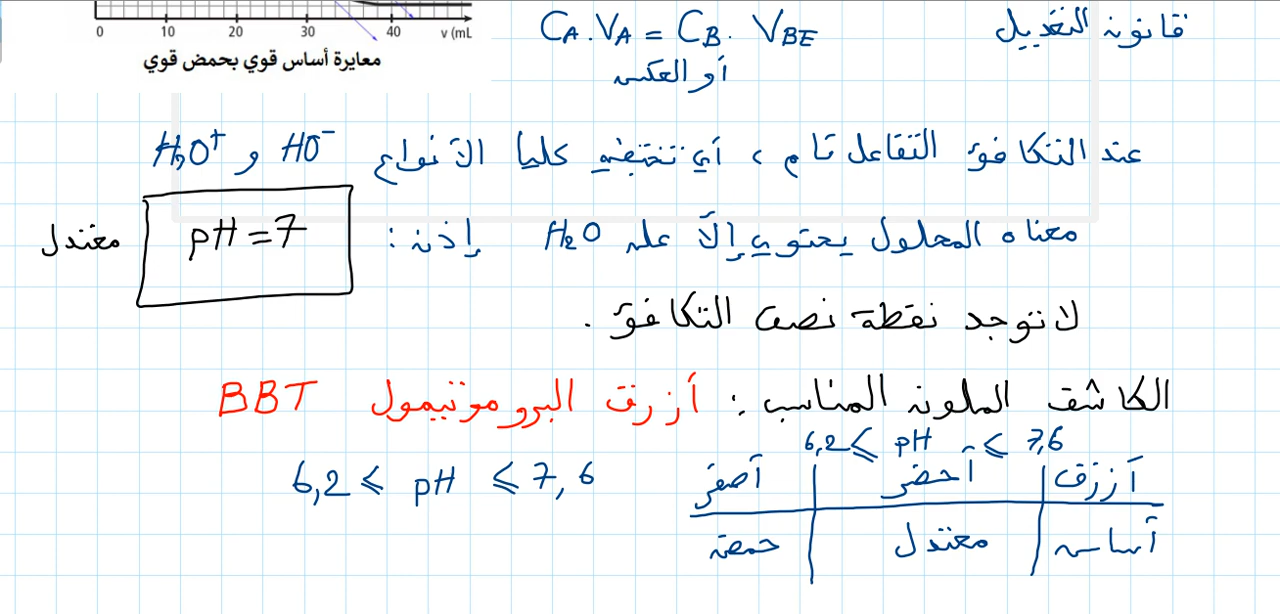 0 10 20 30 40 v (mL
معايرة أساس قوي بحمض قوي
قانون التعديل CA.VA = CB. VBE
أو العكس
عند التكافؤ التفاعل تام ، أي تختفي كليا الأنواع HO⁻ و H₃O⁺
معناه المحلول يحتوي إلّا على H₂O إذن : pH = 7 معتدل
لا توجد نقطة نصف التكافؤ .
الكاشف الملون المناسب : أزرق البروموتيمول BBT
6,2 ⩽ pH ⩽ 7,6
أزرق أخضر أصفر
6,2 ⩽ pH ⩽ 7,6
أساس معتدل حمض